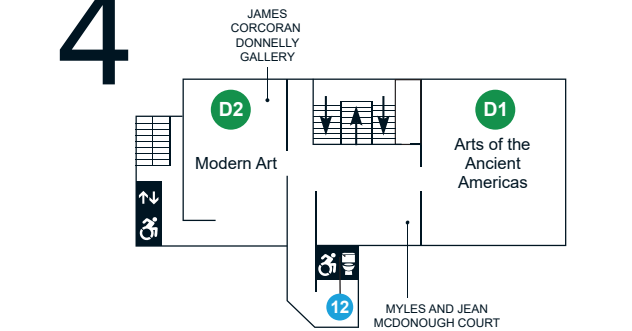 4
JAMES
CORCORAN
DONNELLY
GALLERY
D2
D1
Modern Art
Arts of the
Ancient
Americas
12
MYLES AND JEAN
MCDONOUGH COURT